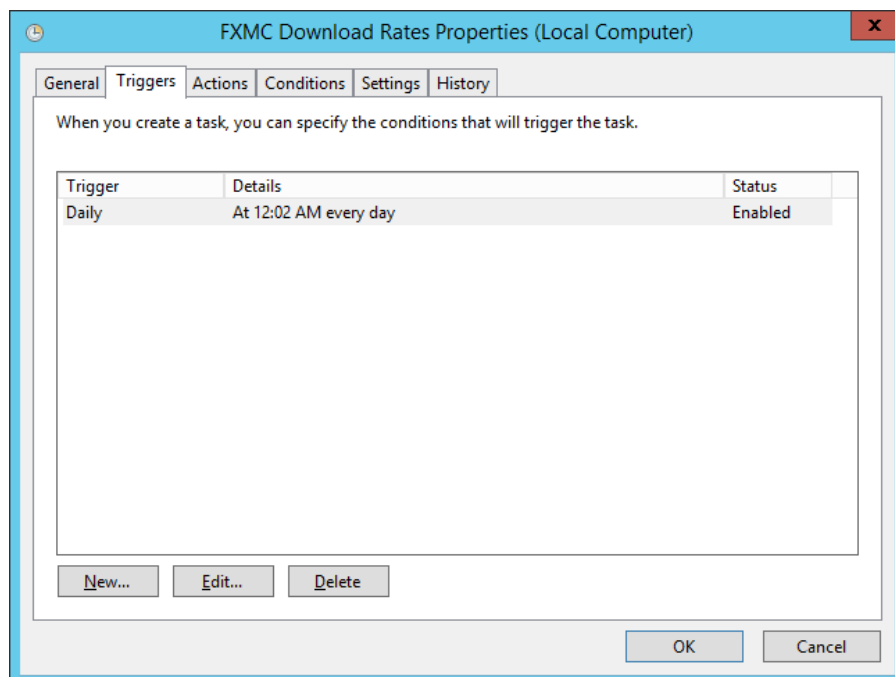 FXMC Download Rates Properties (Local Computer)
x
General Triggers Actions Conditions Settings History
When you create a task, you can specify the conditions that will trigger the task.
Trigger Details Status
Daily At 12:02 AM every day Enabled
New... Edit... Delete
OK Cancel